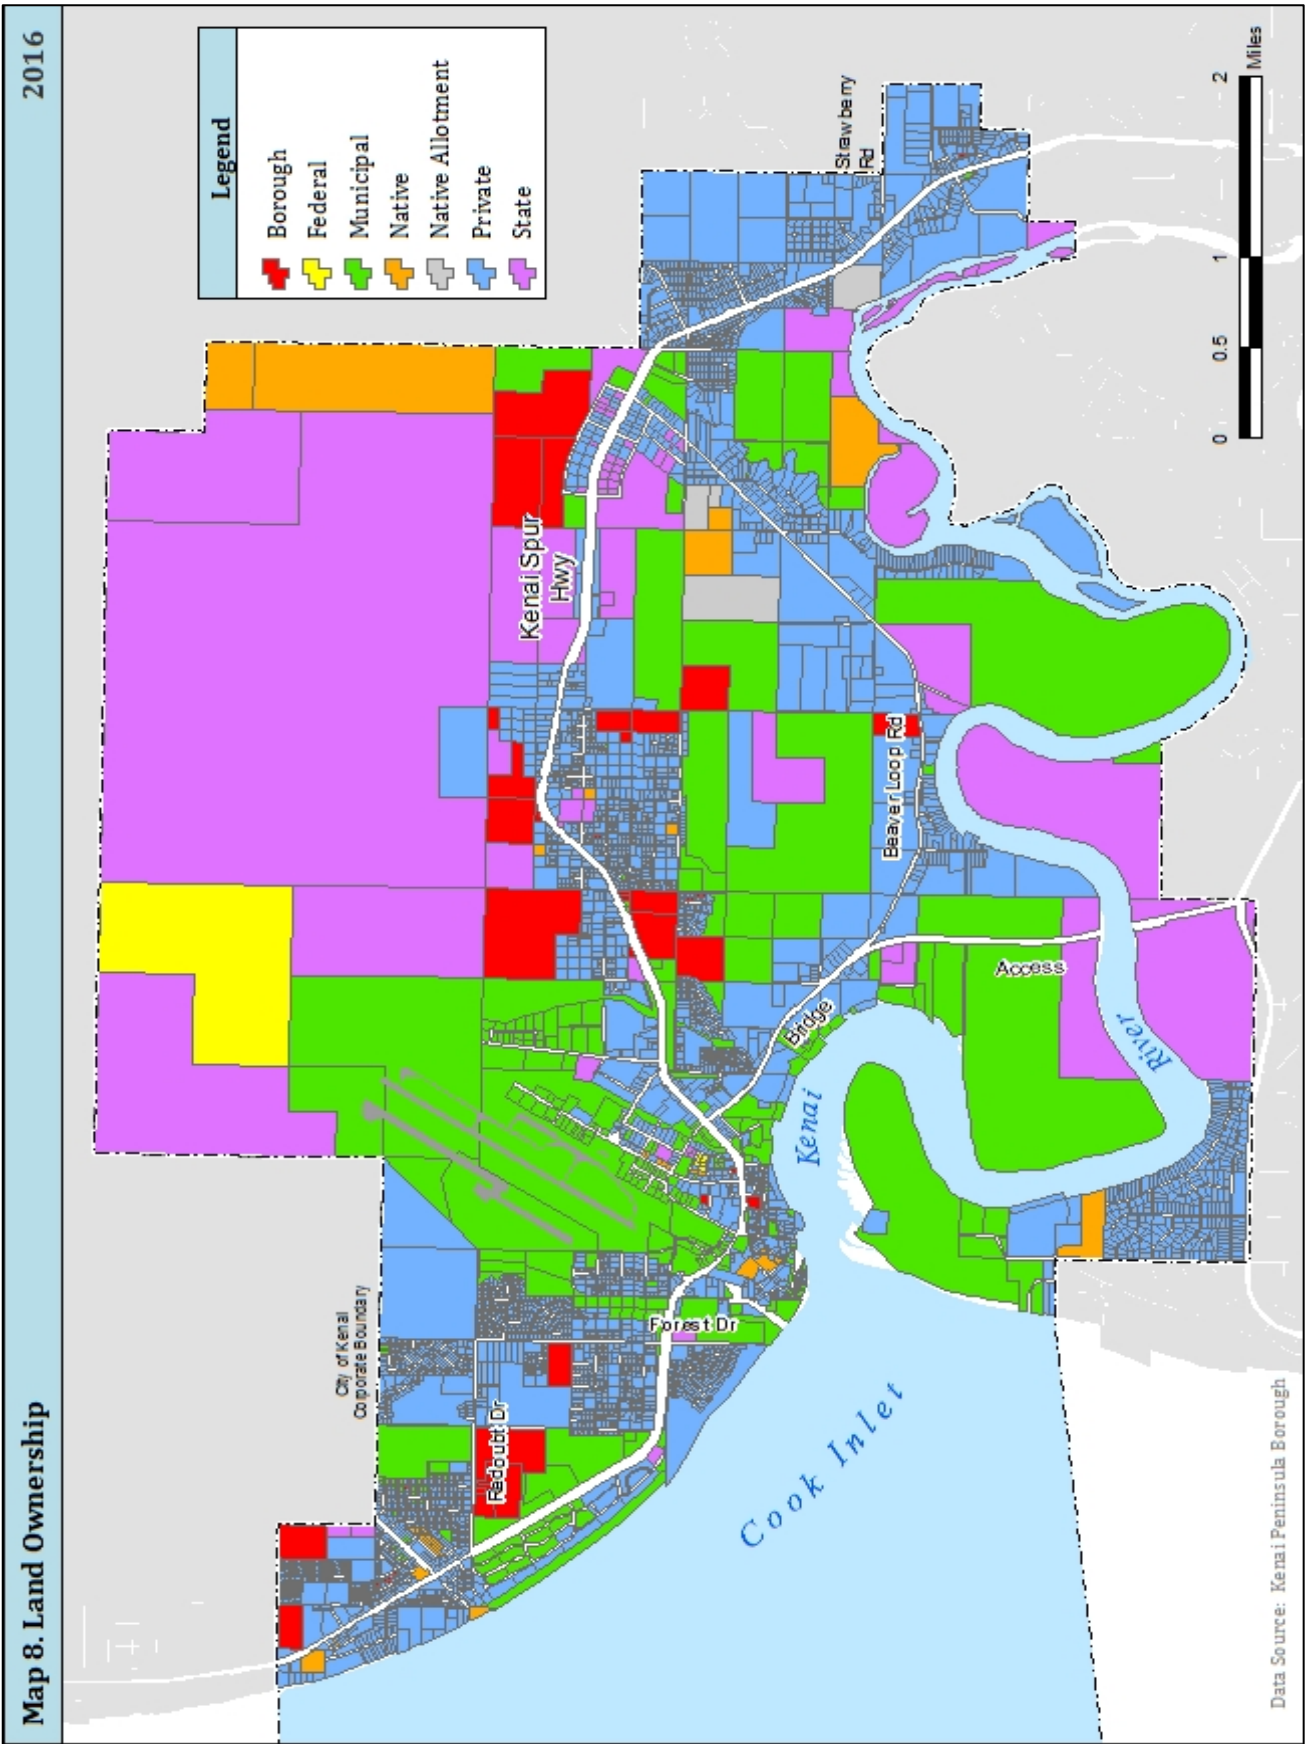 Map 8. Land Ownership
2016
Legend
Borough
Federal
Municipal
Native
Native Allotment
Private
State
City of Kenai
Corporate Boundary
Redoubt Dr
Forest Dr
Kenai Spur
Hwy
Strawberry
Rd
Beaver Loop Rd
Bridge
Access
Kenai
River
Cook Inlet
0
0.5
1
2
Miles
Data Source: Kenai Peninsula Borough